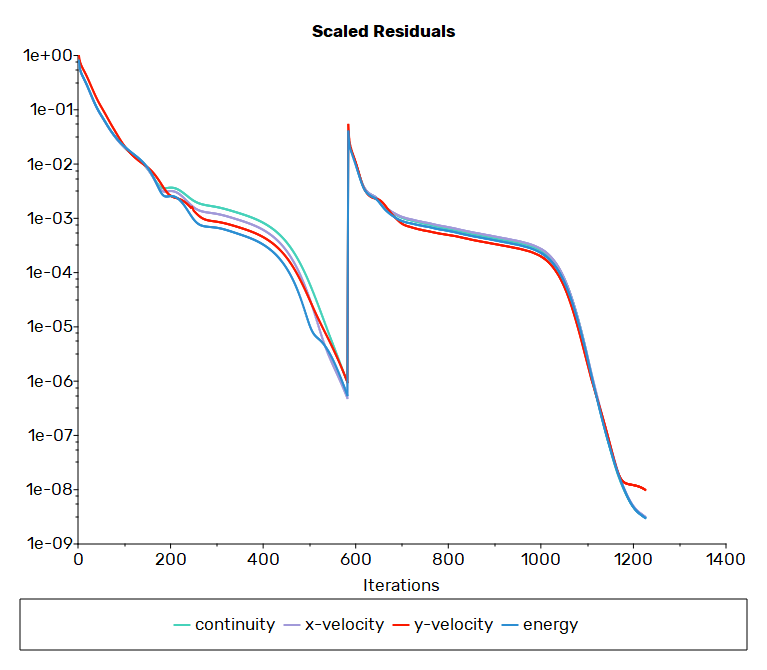 Scaled Residuals
1e+00
1e-01
1e-02
1e-03
1e-04
1e-05
1e-06
1e-07
1e-08
1e-09
0 200 400 600 800 1000 1200 1400
Iterations
continuity x-velocity y-velocity energy